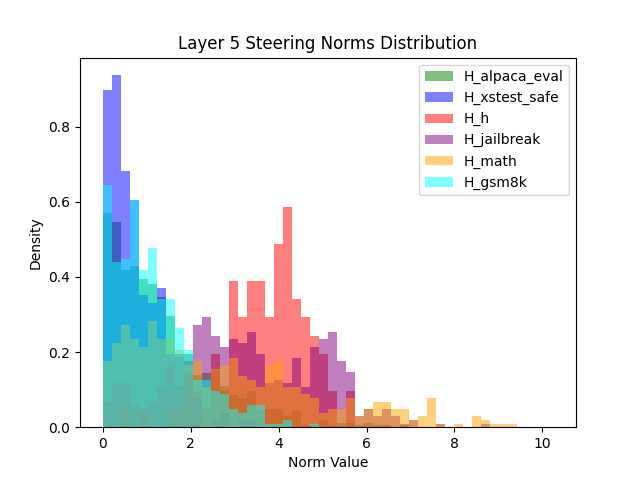 Layer 5 Steering Norms Distribution
H_alpaca_eval
H_xstest_safe
H_h
H_jailbreak
H_math
H_gsm8k
Density
0.8
0.6
0.4
0.2
0.0
0 2 4 6 8 10
Norm Value